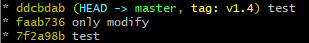 * ddcbdab (HEAD -> master, tag: v1.4) test
* faab736 only modify
* 7f2a98b test